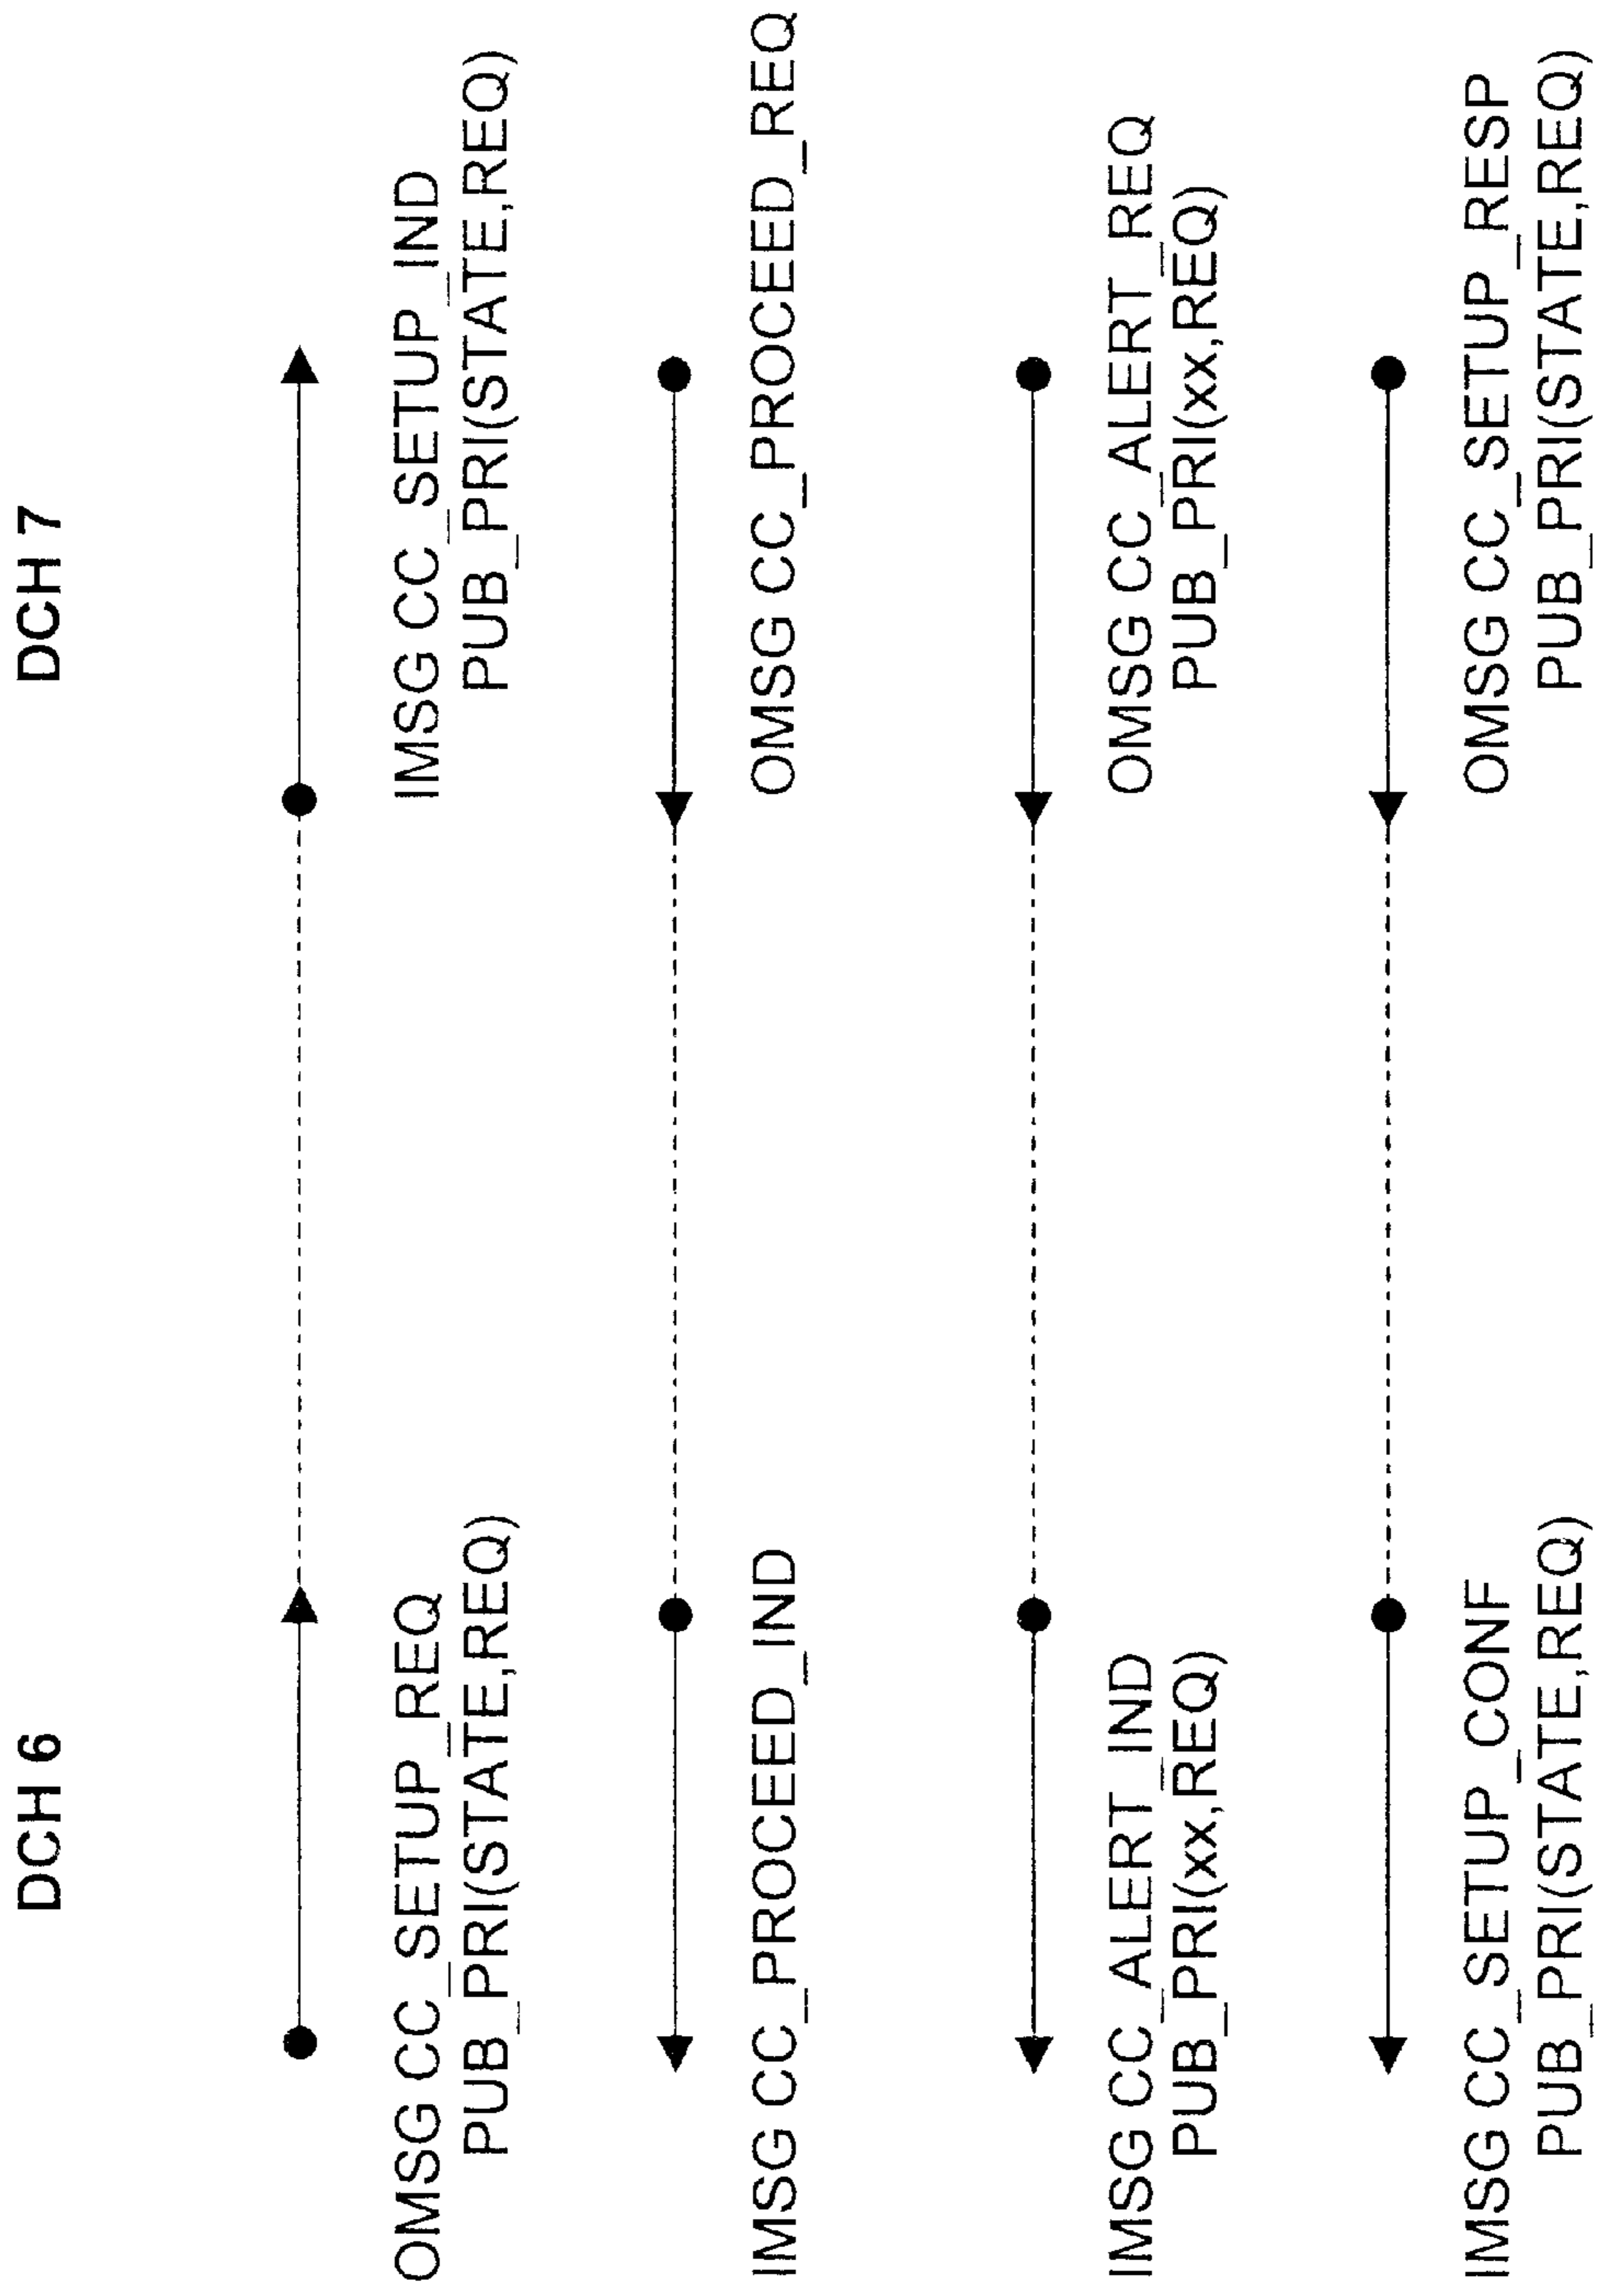 DCH 6
DCH 7
OMSG CC_SETUP_REQ
PUB_PRI(STATE,REQ)
IMSG CC_SETUP_IND
PUB_PRI(STATE,REQ)
IMSG CC_PROCEED_IND
OMSG CC_PROCEED_REQ
IMSG CC_ALERT_IND
PUB_PRI(xx,REQ)
OMSG CC_ALERT_REQ
PUB_PRI(xx,REQ)
IMSG CC_SETUP_CONF
PUB_PRI(STATE,REQ)
OMSG CC_SETUP_RESP
PUB_PRI(STATE,REQ)